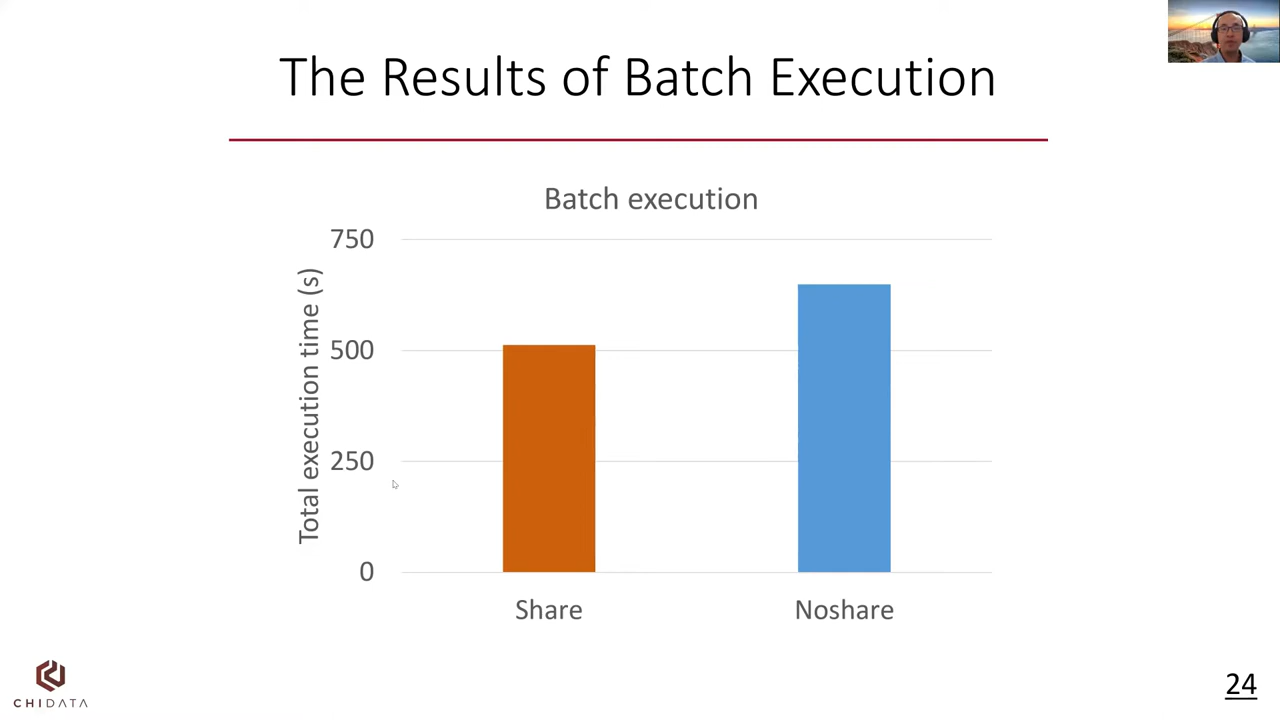 The Results of Batch Execution
Batch execution
Total execution time (s)
750
500
250
0
Share
Noshare
CHIDATA
24